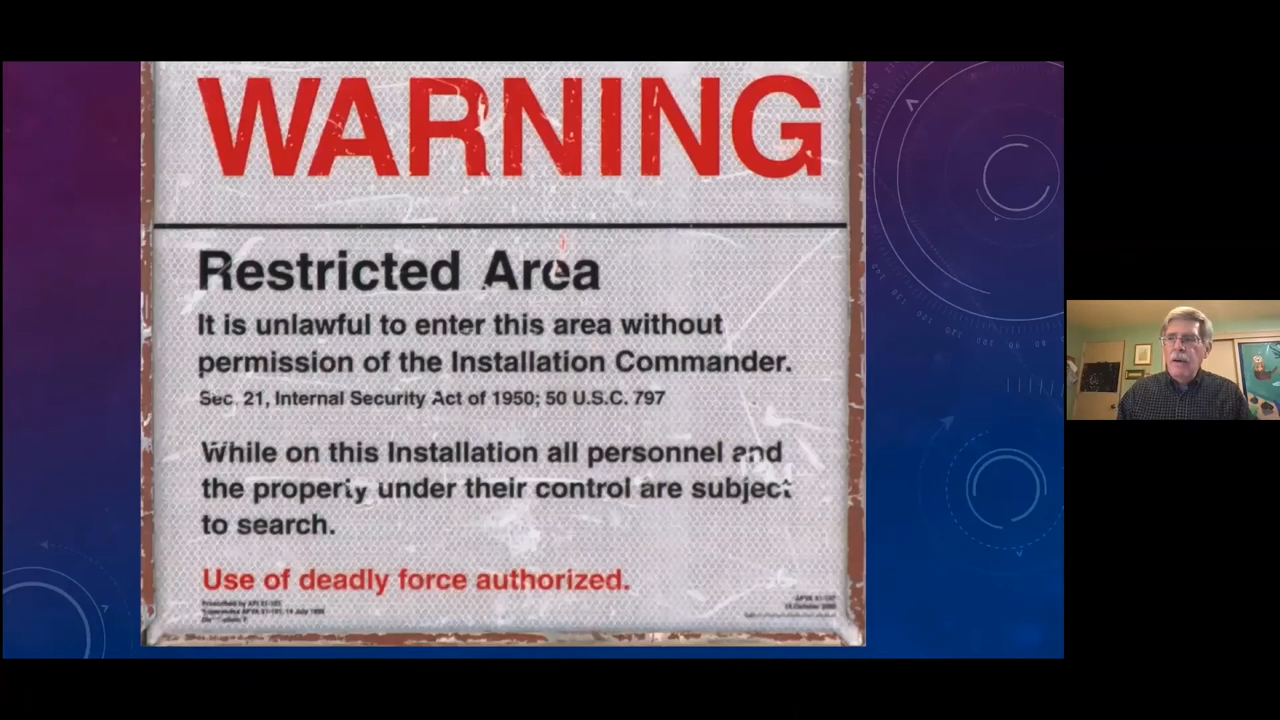 WARNING
Restricted Area
It is unlawful to enter this area without
permission of the Installation Commander.
Sec. 21, Internal Security Act of 1950; 50 U.S.C. 797
While on this Installation all personnel and
the property under their control are subject
to search.
Use of deadly force authorized.